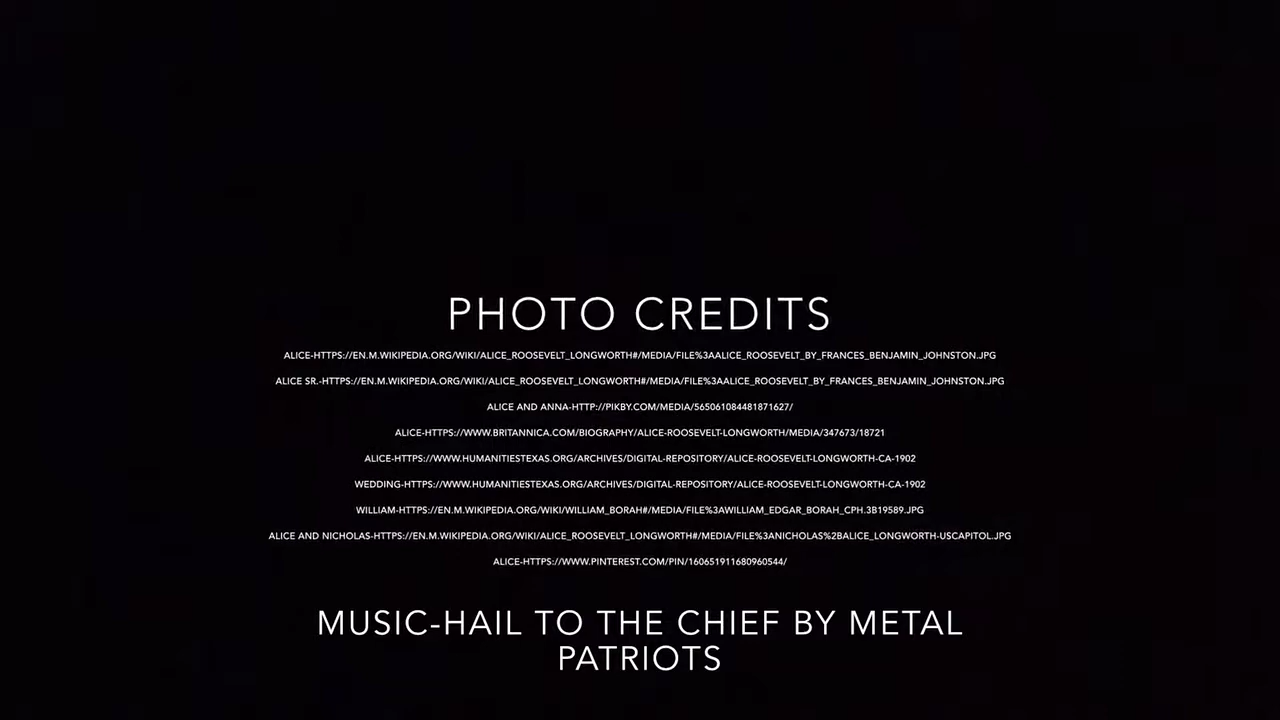 PHOTO CREDITS
ALICE-HTTPS://EN.M.WIKIPEDIA.ORG/WIKI/ALICE_ROOSEVELT_LONGWORTH#/MEDIA/FILE%3AALICE_ROOSEVELT_BY_FRANCES_BENJAMIN_JOHNSTON.JPG
ALICE SR.-HTTPS://EN.M.WIKIPEDIA.ORG/WIKI/ALICE_ROOSEVELT_LONGWORTH#/MEDIA/FILE%3AALICE_ROOSEVELT_BY_FRANCES_BENJAMIN_JOHNSTON.JPG
ALICE AND ANNA-HTTP://PIKBY.COM/MEDIA/565061084481871627/
ALICE-HTTPS://WWW.BRITANNICA.COM/BIOGRAPHY/ALICE-ROOSEVELT-LONGWORTH/MEDIA/347673/18721
ALICE-HTTPS://WWW.HUMANITIESTEXAS.ORG/ARCHIVES/DIGITAL-REPOSITORY/ALICE-ROOSEVELT-LONGWORTH-CA-1902
WEDDING-HTTPS://WWW.HUMANITIESTEXAS.ORG/ARCHIVES/DIGITAL-REPOSITORY/ALICE-ROOSEVELT-LONGWORTH-CA-1902
WILLIAM-HTTPS://EN.M.WIKIPEDIA.ORG/WIKI/WILLIAM_BORAH#/MEDIA/FILE%3AWILLIAM_EDGAR_BORAH_CPH.3B19589.JPG
ALICE AND NICHOLAS-HTTPS://EN.M.WIKIPEDIA.ORG/WIKI/ALICE_ROOSEVELT_LONGWORTH#/MEDIA/FILE%3ANICHOLAS%2BALICE_LONGWORTH-USCAPITOL.JPG
ALICE-HTTPS://WWW.PINTEREST.COM/PIN/160651911680960544/
MUSIC-HAIL TO THE CHIEF BY METAL
PATRIOTS